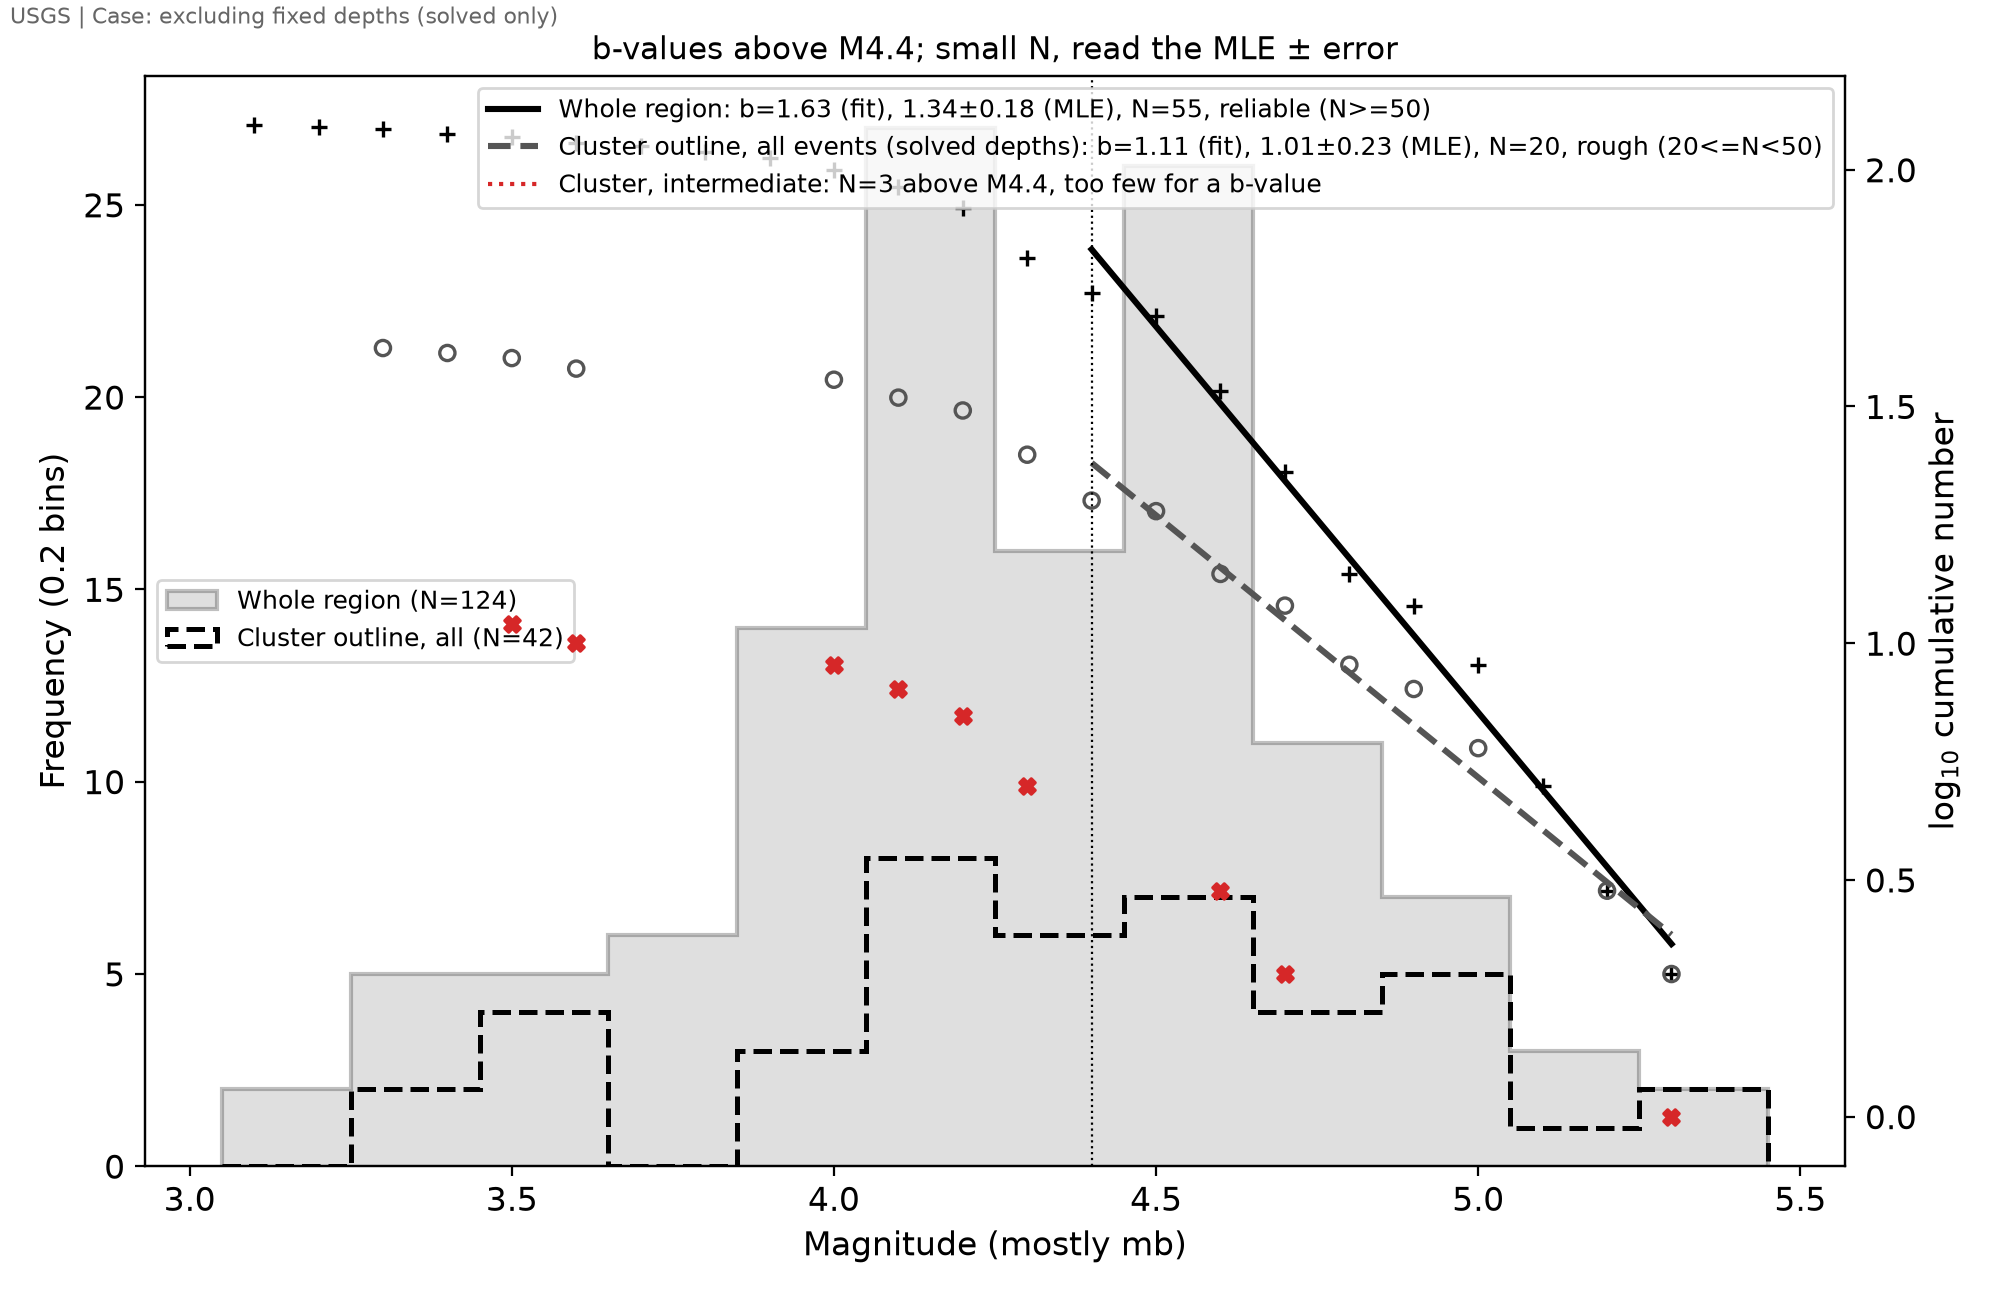 USGS | Case: excluding fixed depths (solved only)
b-values above M4.4; small N, read the MLE ± error
Whole region: b=1.63 (fit), 1.34±0.18 (MLE), N=55, reliable (N>=50)
Cluster outline, all events (solved depths): b=1.11 (fit), 1.01±0.23 (MLE), N=20, rough (20<=N<50)
Cluster, intermediate: N=3 above M4.4, too few for a b-value
Whole region (N=124)
Cluster outline, all (N=42)
Frequency (0.2 bins)
25
20
15
10
5
0
2.0
1.5
1.0
0.5
0.0
log₁₀ cumulative number
3.0 3.5 4.0 4.5 5.0 5.5
Magnitude (mostly mb)